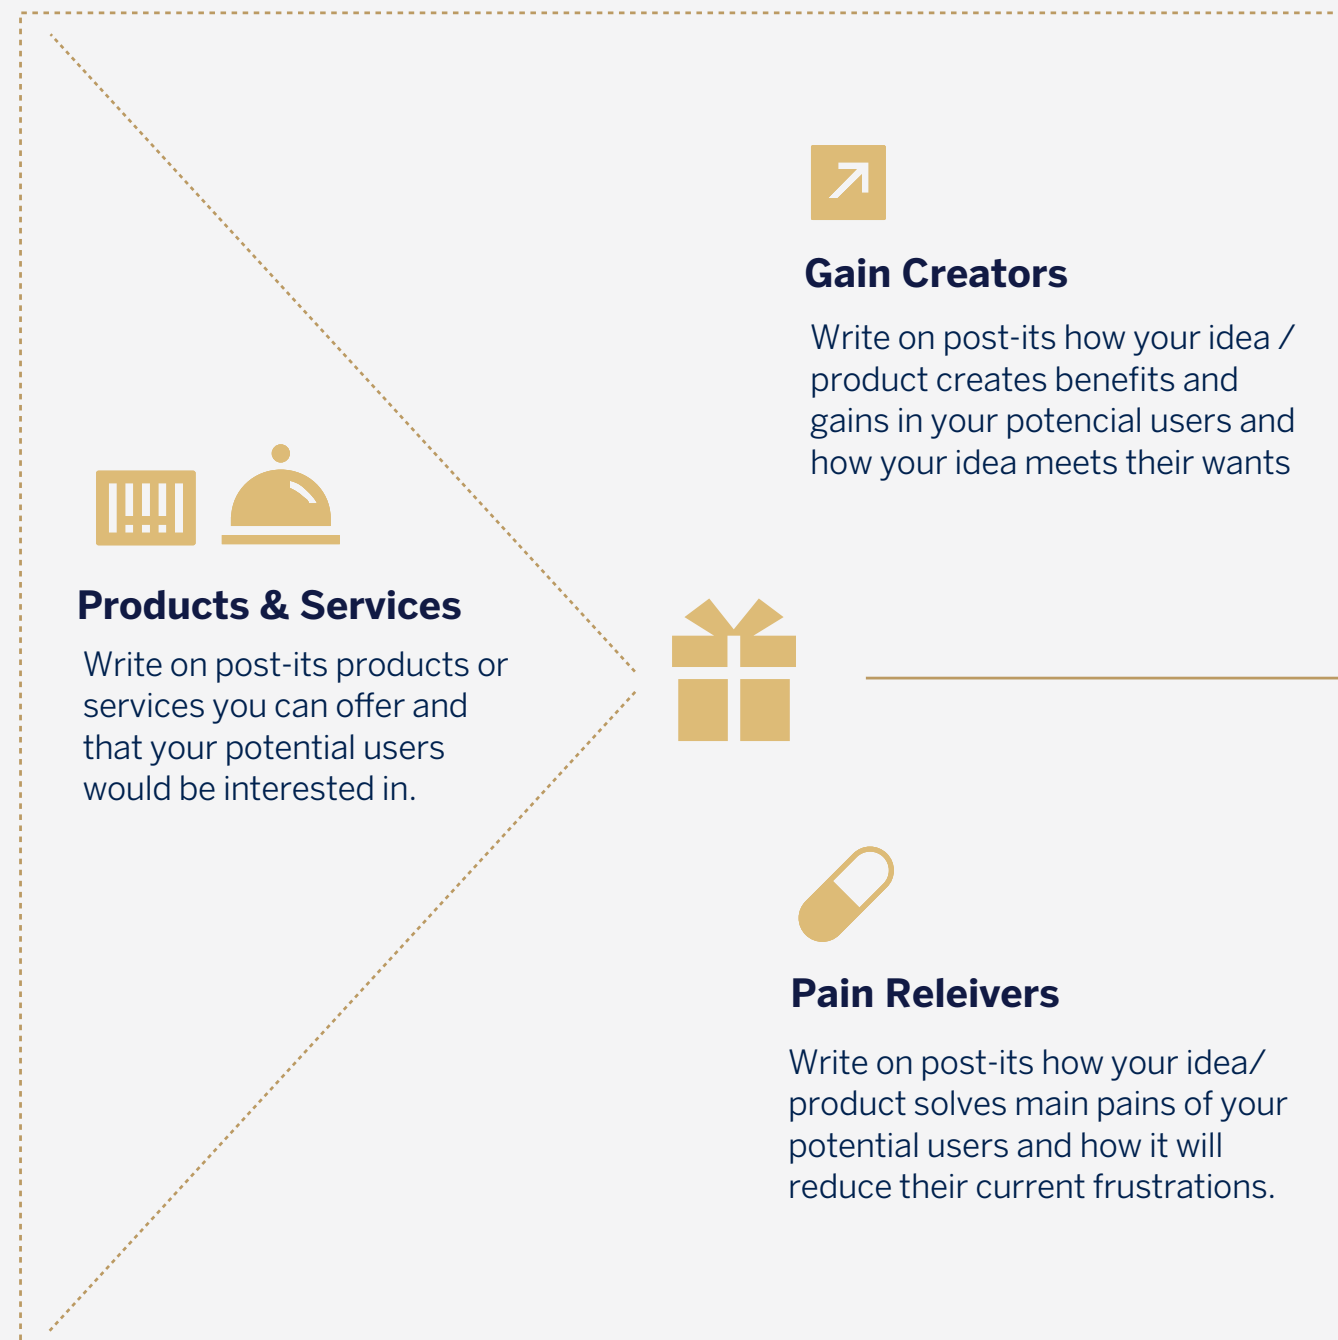 Gain Creators
Write on post-its how your idea /
product creates benefits and
gains in your potencial users and
how your idea meets their wants
Products & Services
Write on post-its products or
services you can offer and
that your potential users
would be interested in.
Pain Releivers
Write on post-its how your idea/
product solves main pains of your
potential users and how it will
reduce their current frustrations.